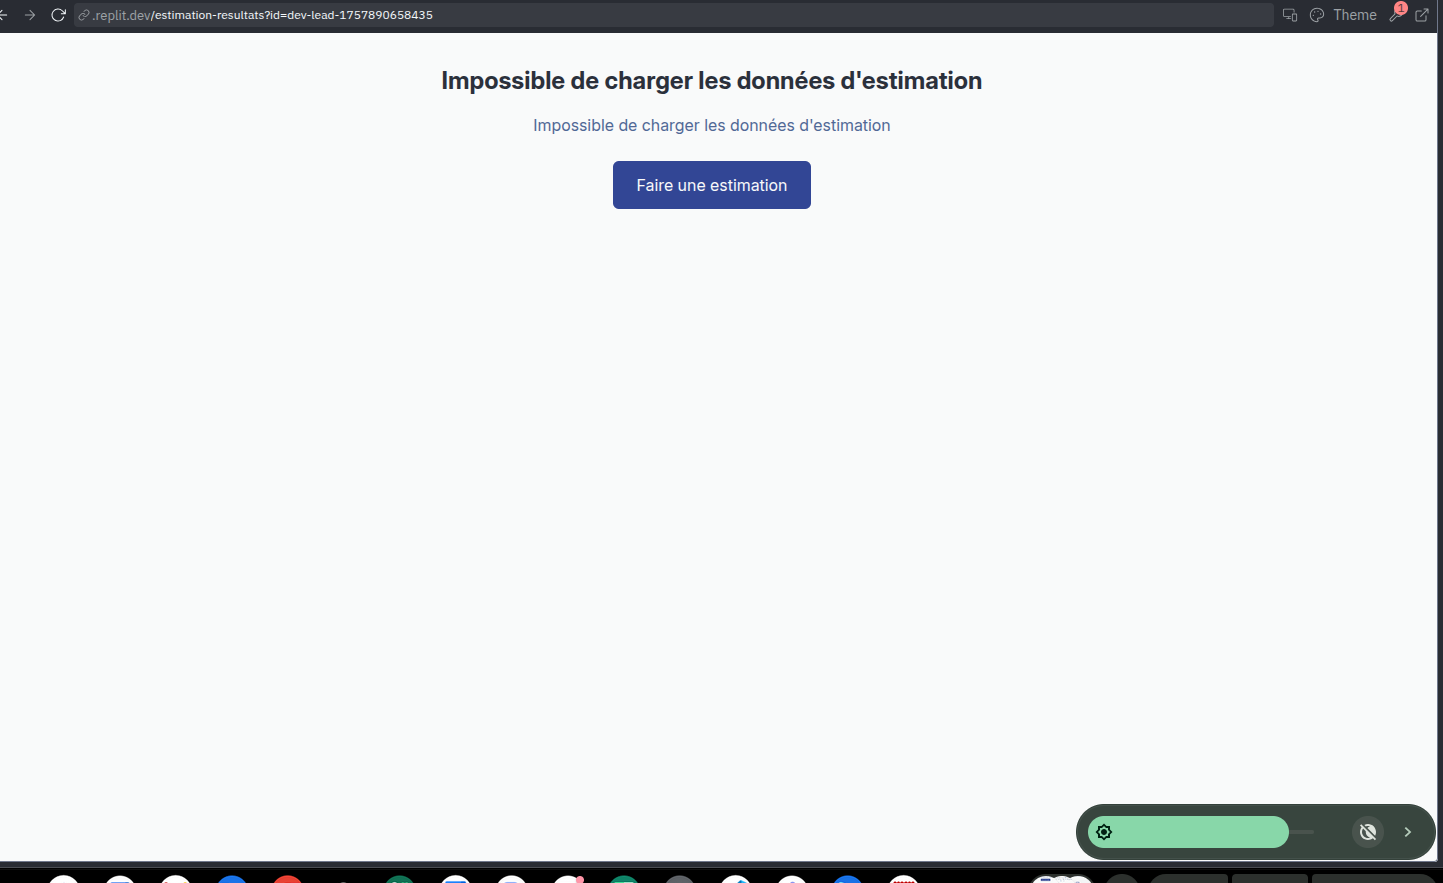 .replit.dev/estimation-resultats?id=dev-lead-1757890658435
Theme
1
Impossible de charger les données d'estimation
Impossible de charger les données d'estimation
Faire une estimation